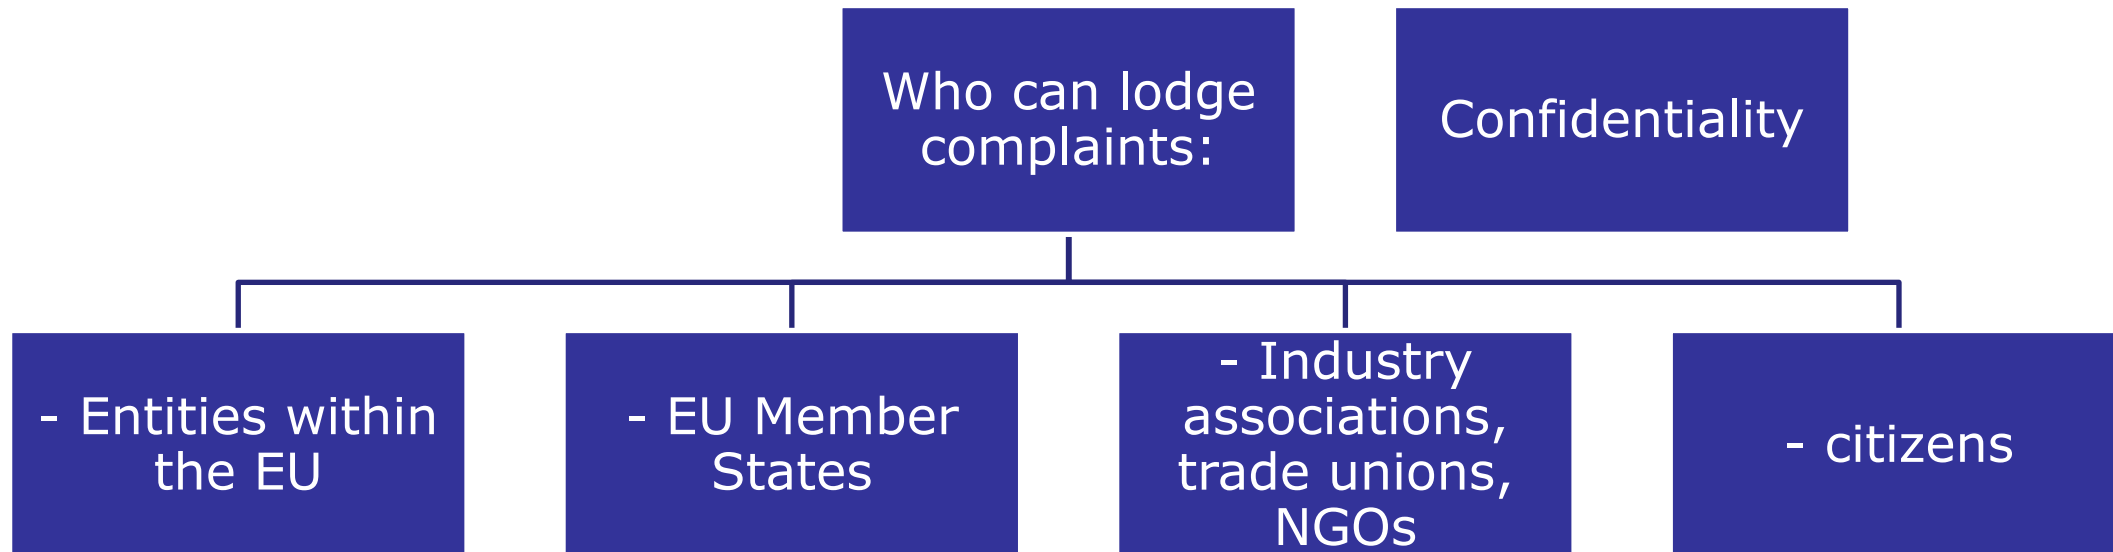 Who can lodge
complaints:
Confidentiality
- Entities within
the EU
- EU Member
States
- Industry
associations,
trade unions,
NGOs
- citizens